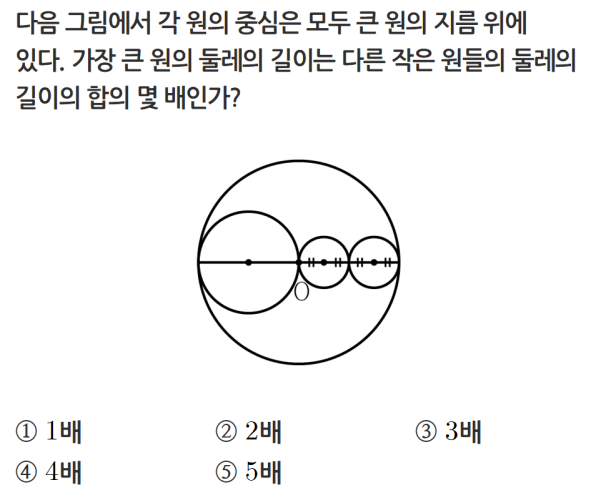 다음 그림에서 각 원의 중심은 모두 큰 원의 지름 위에
있다. 가장 큰 원의 둘레의 길이는 다른 작은 원들의 둘레의
길이의 합의 몇 배인가?
O
① 1배 ② 2배 ③ 3배
④ 4배 ⑤ 5배